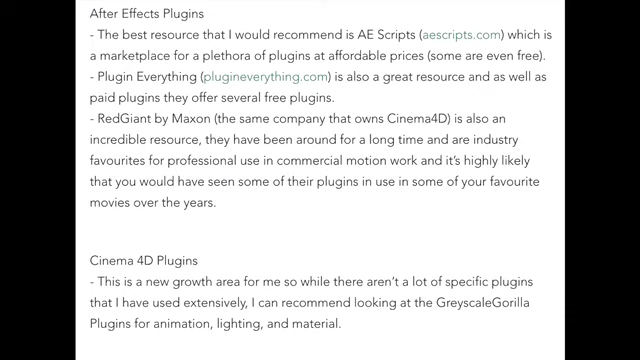 After Effects Plugins
- The best resource that I would recommend is AE Scripts (aescripts.com) which is
a marketplace for a plethora of plugins at affordable prices (some are even free).
- Plugin Everything (plugineverything.com) is also a great resource and as well as
paid plugins they offer several free plugins.
- RedGiant by Maxon (the same company that owns Cinema4D) is also an
incredible resource, they have been around for a long time and are industry
favourites for professional use in commercial motion work and it's highly likely
that you would have seen some of their plugins in use in some of your favourite
movies over the years.
Cinema 4D Plugins
- This is a new growth area for me so while there aren't a lot of specific plugins
that I have used extensively, I can recommend looking at the GreyscaleGorilla
Plugins for animation, lighting, and material.